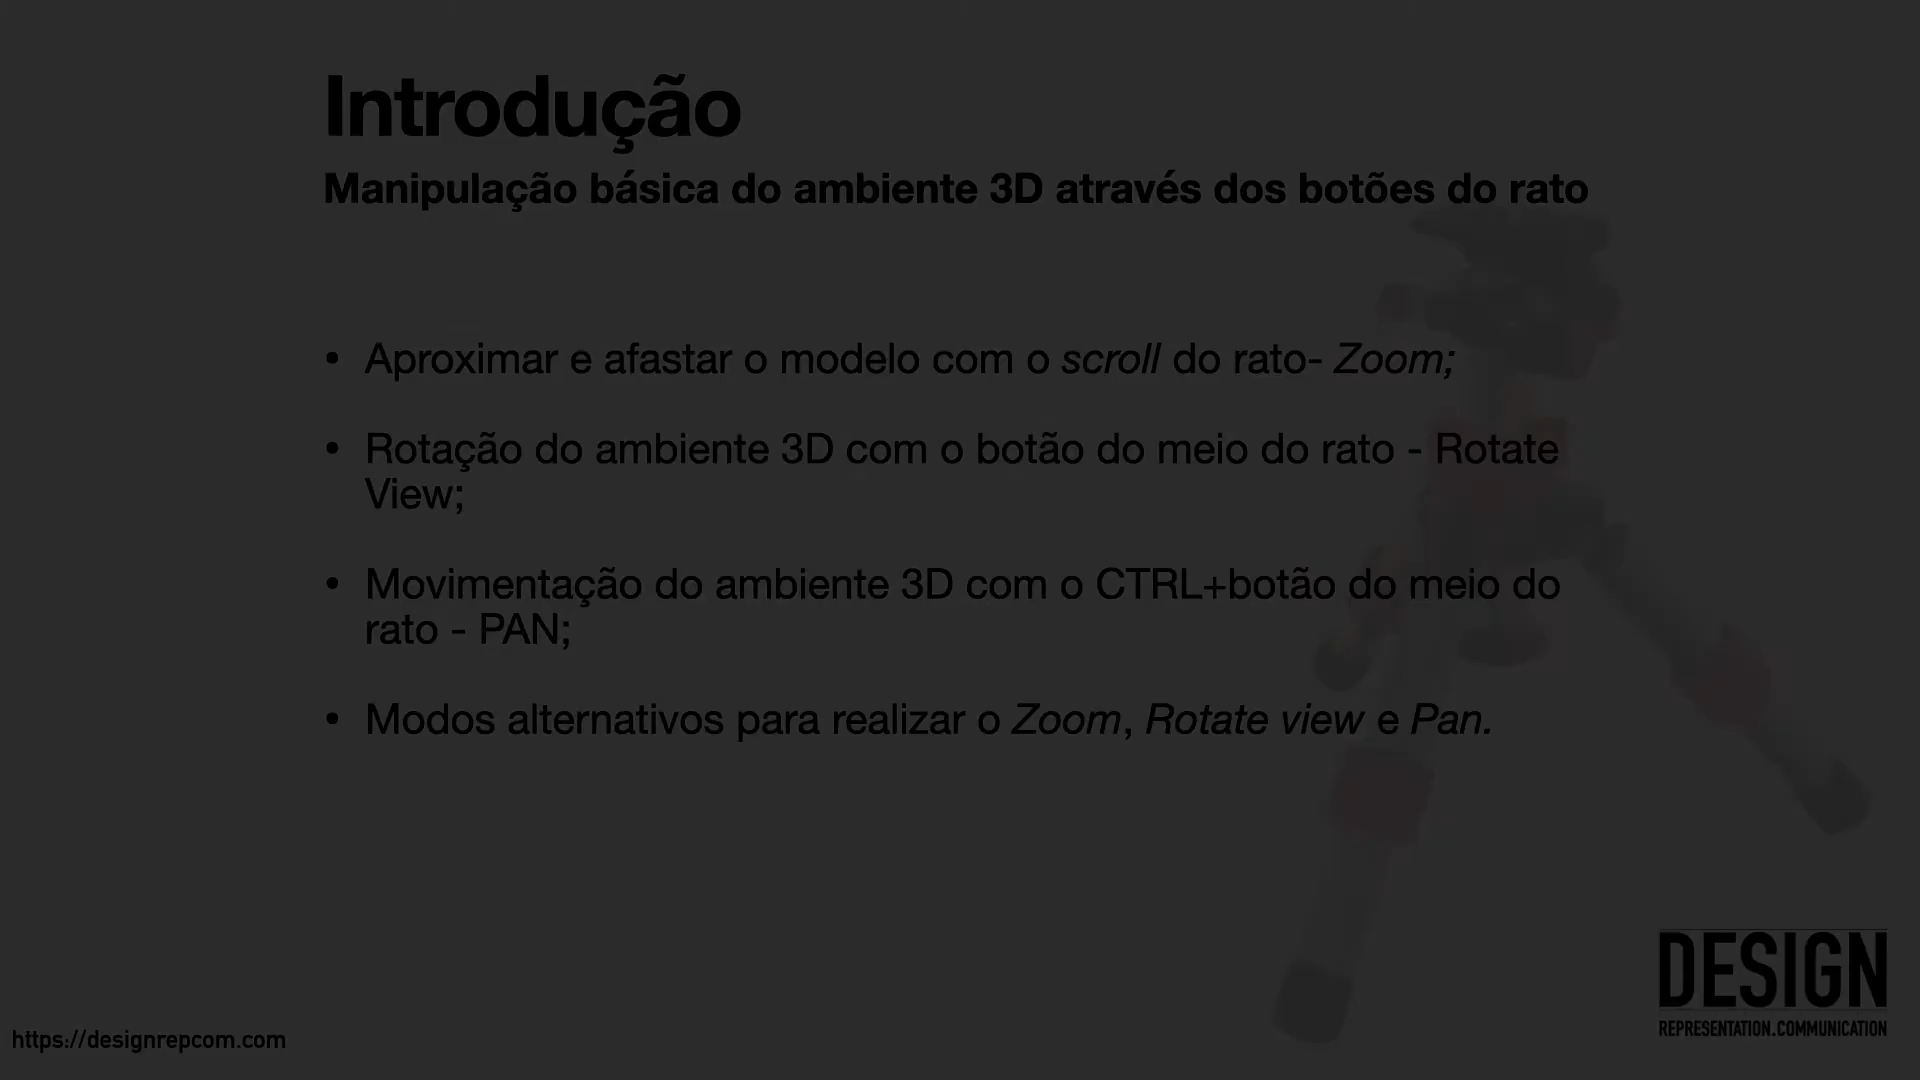 Introdução
Manipulação básica do ambiente 3D através dos botões do rato
• Aproximar e afastar o modelo com o scroll do rato- Zoom;
• Rotação do ambiente 3D com o botão do meio do rato - Rotate
View;
• Movimentação do ambiente 3D com o CTRL+botão do meio do
rato - PAN;
• Modos alternativos para realizar o Zoom, Rotate view e Pan.
DESIGN
REPRESENTATION.COMMUNICATION
https://designrepcom.com